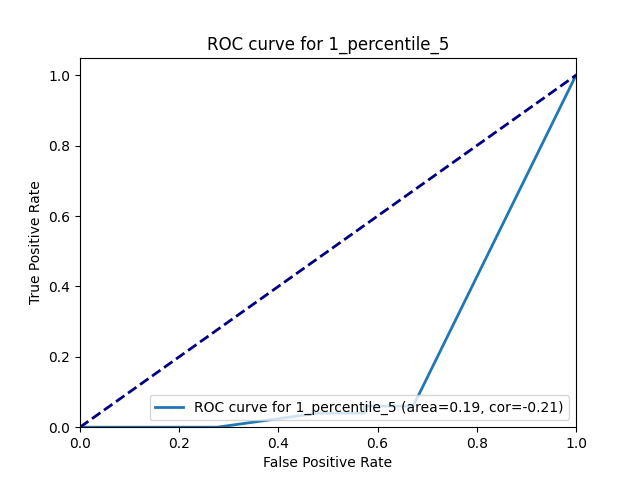 ROC curve for 1_percentile_5
True Positive Rate
1.0
0.8
0.6
0.4
0.2
0.0
ROC curve for 1_percentile_5 (area=0.19, cor=-0.21)
0.0 0.2 0.4 0.6 0.8 1.0
False Positive Rate